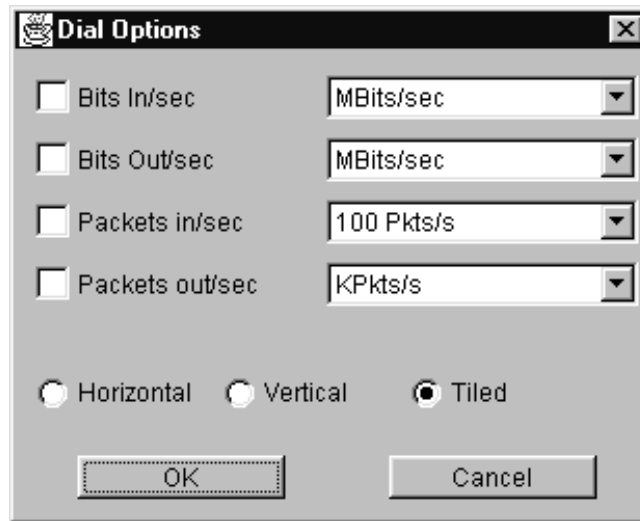 Dial Options
Bits In/sec MBits/sec
Bits Out/sec MBits/sec
Packets in/sec 100 Pkts/s
Packets out/sec KPkts/s
Horizontal Vertical Tiled
OK Cancel